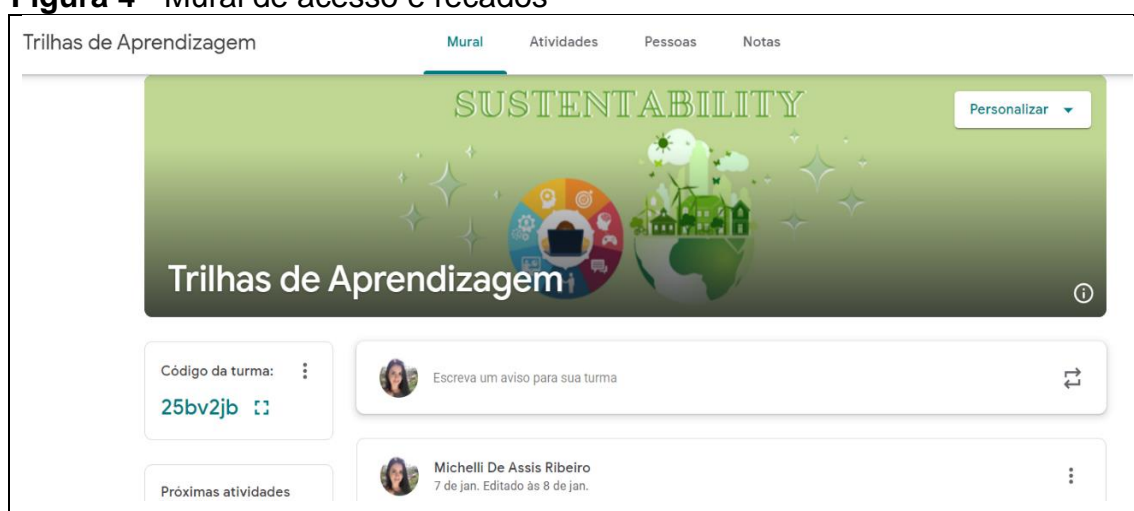 Figura 4 - Mural de acesso e recados
Trilhas de Aprendizagem
Mural Atividades Pessoas Notas
SUSTENTABILITY
Personalizar
Trilhas de Aprendizagem
Código da turma:
25bv2jb
Escreva um aviso para sua turma
Michelli De Assis Ribeiro
7 de jan. Editado às 8 de jan.
Próximas atividades